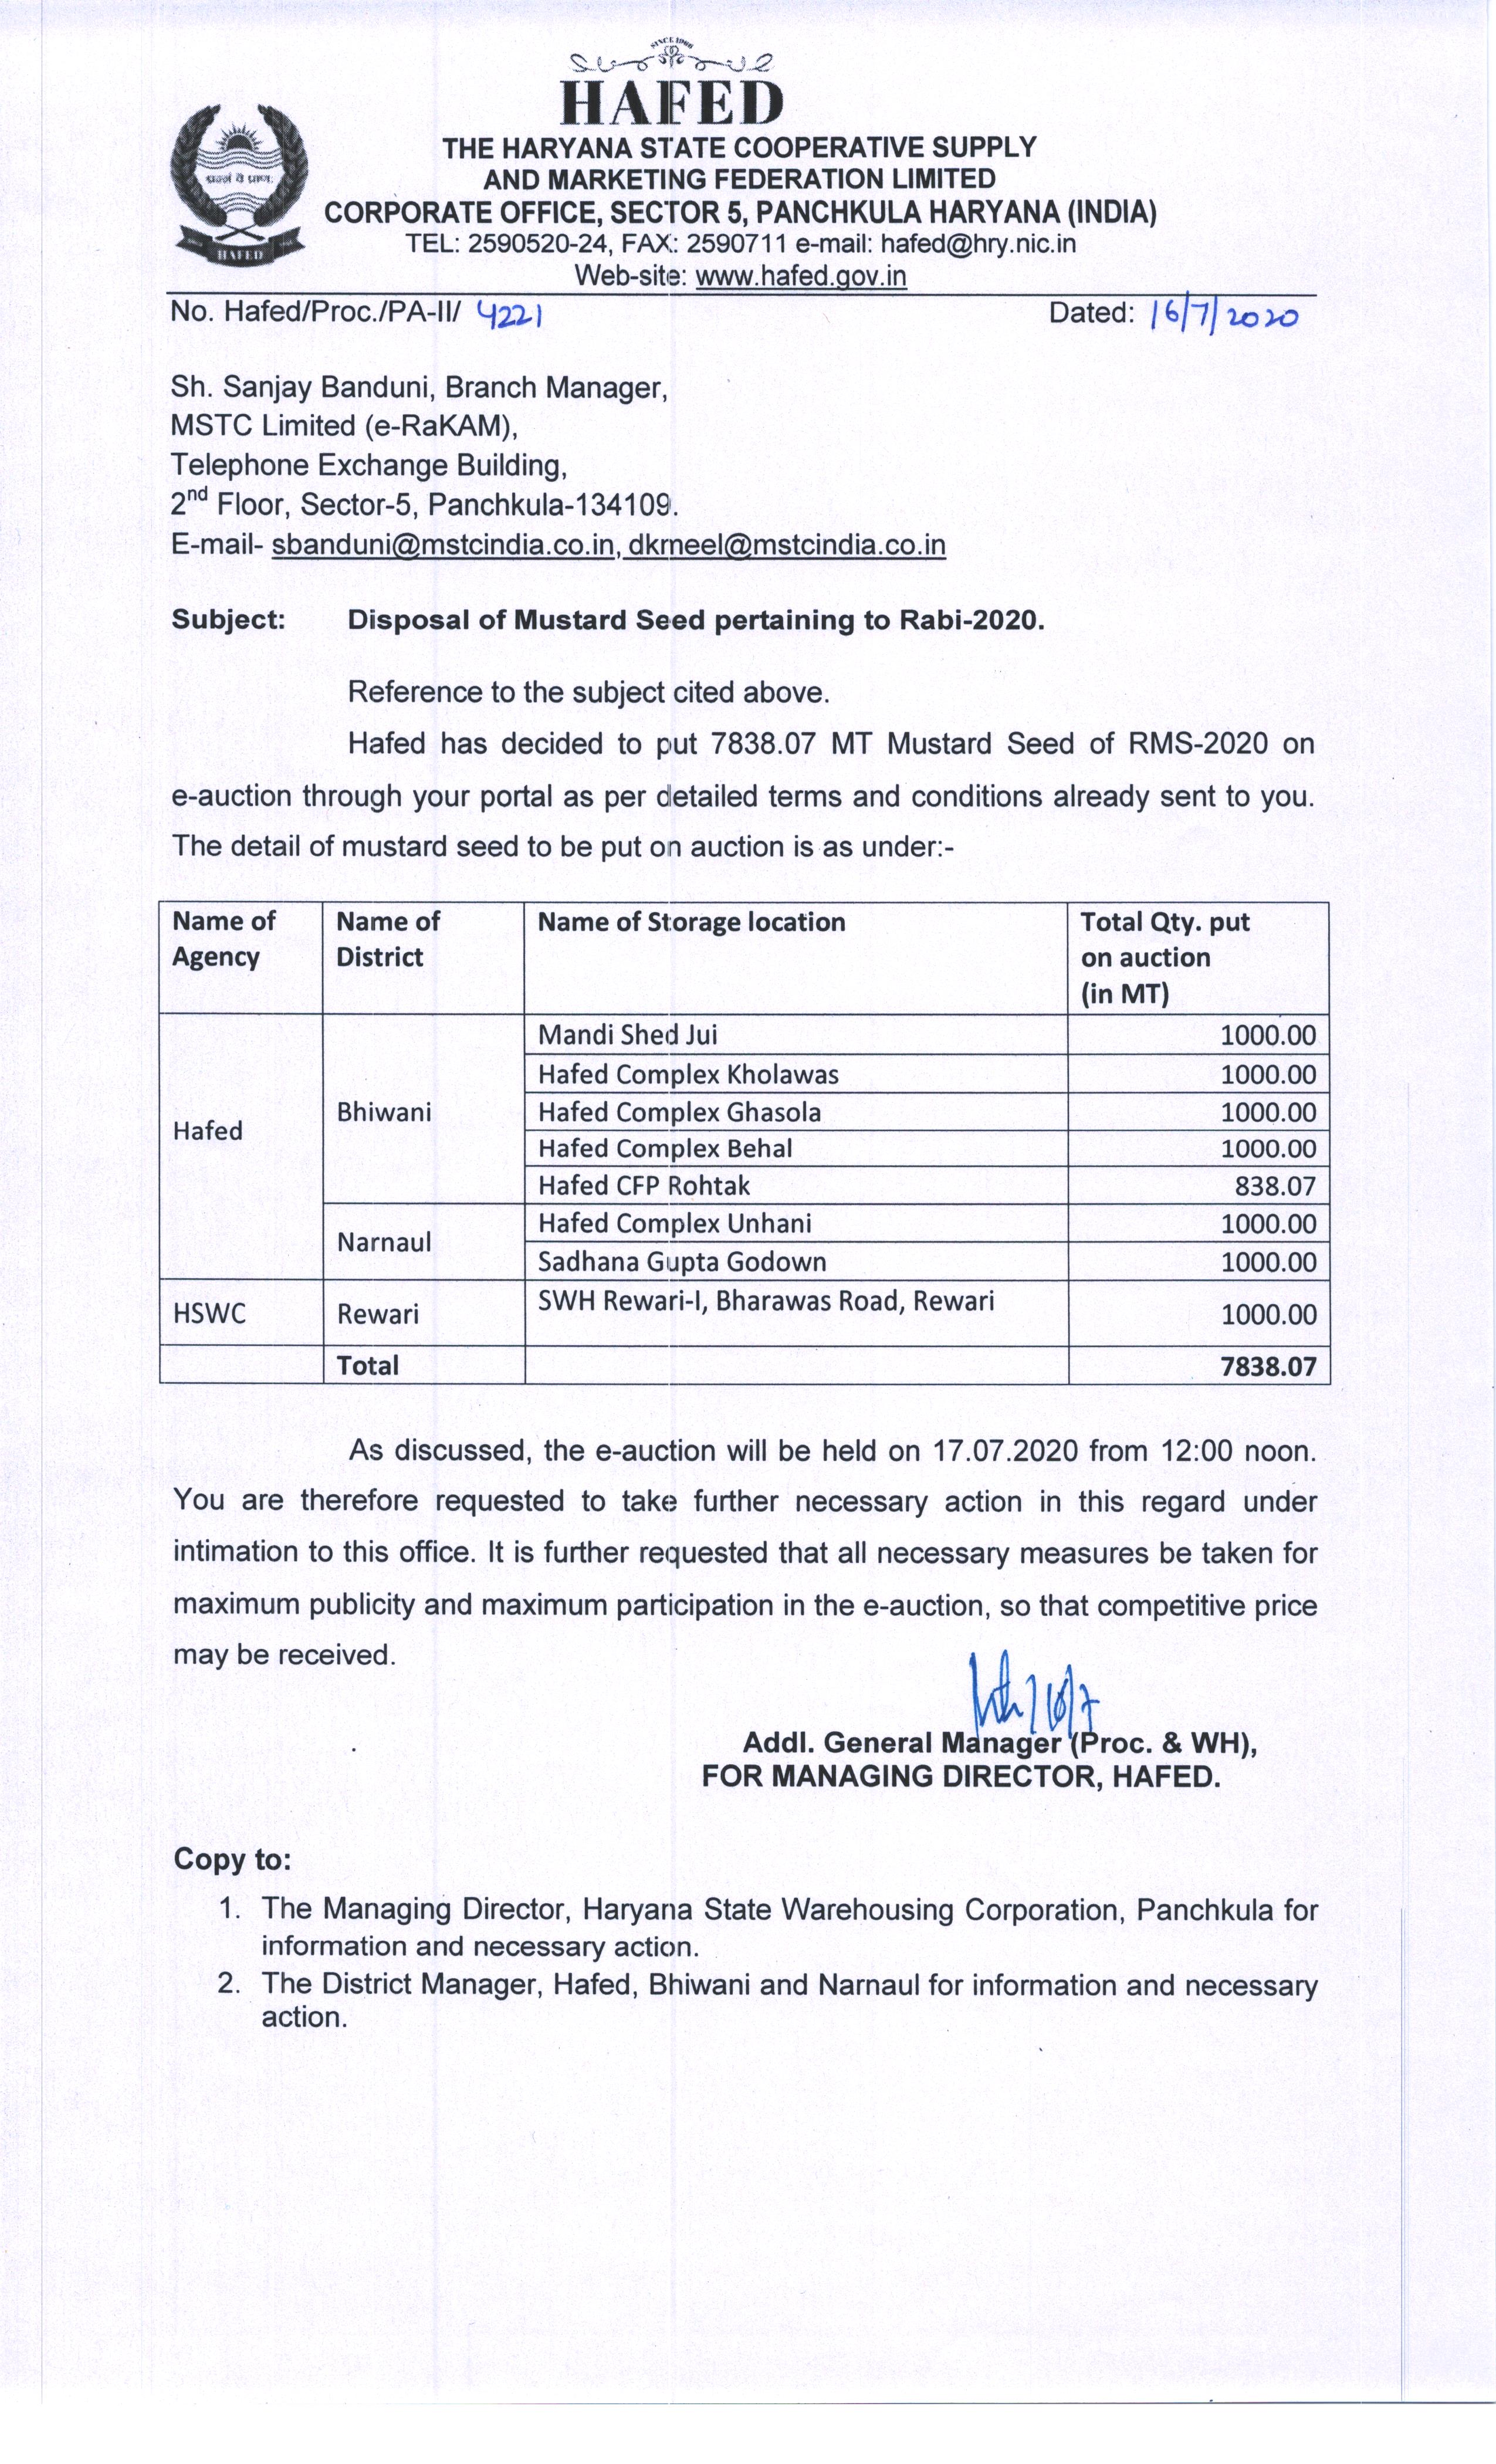 SINCE 1966
HAFED
THE HARYANA STATE COOPERATIVE SUPPLY
AND MARKETING FEDERATION LIMITED
CORPORATE OFFICE, SECTOR 5, PANCHKULA HARYANA (INDIA)
TEL: 2590520-24, FAX: 2590711 e-mail: hafed@hry.nic.in
Web-site: www.hafed.gov.in
HAFED
No. Hafed/Proc./PA-II/ 4221 Dated: 16/7/2020
Sh. Sanjay Banduni, Branch Manager,
MSTC Limited (e-RaKAM),
Telephone Exchange Building,
2nd Floor, Sector-5, Panchkula-134109.
E-mail- sbanduni@mstcindia.co.in, dkmeel@mstcindia.co.in
Subject: Disposal of Mustard Seed pertaining to Rabi-2020.
Reference to the subject cited above.
Hafed has decided to put 7838.07 MT Mustard Seed of RMS-2020 on
e-auction through your portal as per detailed terms and conditions already sent to you.
The detail of mustard seed to be put on auction is as under:-
Name of Agency Name of District Name of Storage location Total Qty. put on auction (in MT)
Hafed Bhiwani Mandi Shed Jui 1000.00
Hafed Complex Kholawas 1000.00
Hafed Complex Ghasola 1000.00
Hafed Complex Behal 1000.00
Hafed CFP Rohtak 838.07
Narnaul Hafed Complex Unhani 1000.00
Sadhana Gupta Godown 1000.00
HSWC Rewari SWH Rewari-I, Bharawas Road, Rewari 1000.00
Total 7838.07
As discussed, the e-auction will be held on 17.07.2020 from 12:00 noon.
You are therefore requested to take further necessary action in this regard under
intimation to this office. It is further requested that all necessary measures be taken for
maximum publicity and maximum participation in the e-auction, so that competitive price
may be received.
16/7
Addl. General Manager (Proc. & WH),
FOR MANAGING DIRECTOR, HAFED.
Copy to:
1. The Managing Director, Haryana State Warehousing Corporation, Panchkula for
information and necessary action.
2. The District Manager, Hafed, Bhiwani and Narnaul for information and necessary
action.